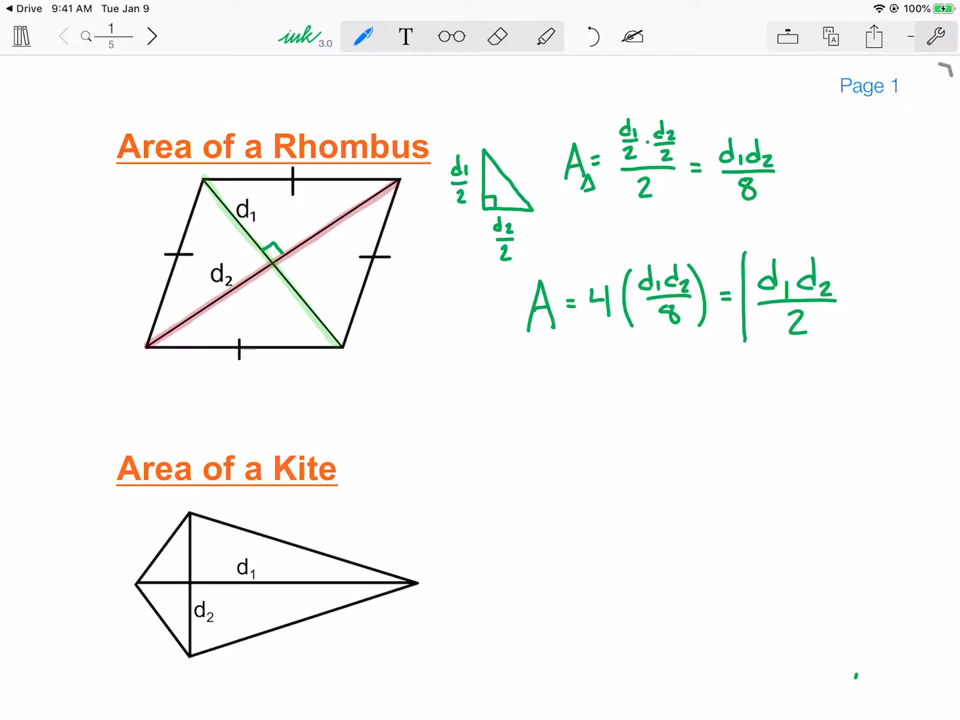 Drive 9:41 AM Tue Jan 9 100%
1/5 ink 3.0 T
Page 1
Area of a Rhombus
d₁
d₂
d₁/2
d₂/2
A△ = (d₁/2 · d₂/2)/2 = d₁d₂/8
A = 4(d₁d₂/8) = d₁d₂/2
Area of a Kite
d₁
d₂